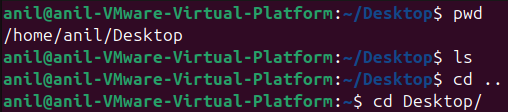 anil@anil-VMware-Virtual-Platform:~/Desktop$ pwd
/home/anil/Desktop
anil@anil-VMware-Virtual-Platform:~/Desktop$ ls
anil@anil-VMware-Virtual-Platform:~/Desktop$ cd ..
anil@anil-VMware-Virtual-Platform:~$ cd Desktop/